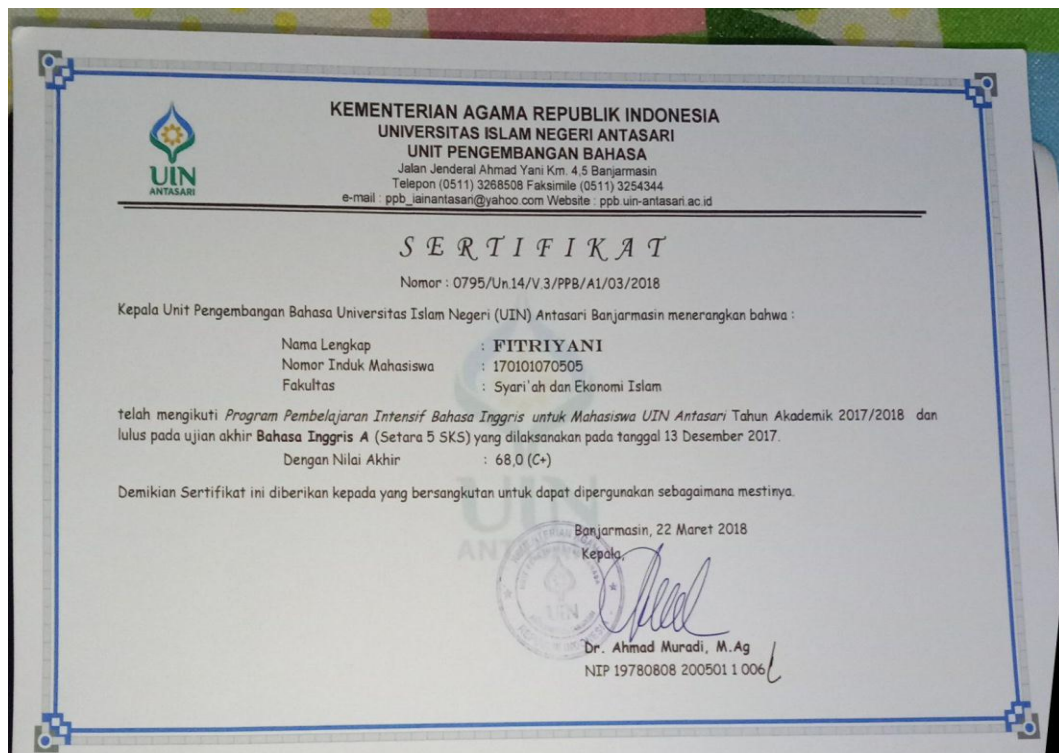 KEMENTERIAN AGAMA REPUBLIK INDONESIA
UNIVERSITAS ISLAM NEGERI ANTASARI
UNIT PENGEMBANGAN BAHASA
Jalan Jenderal Ahmad Yani Km. 4,5 Banjarmasin
Telepon (0511) 3268508 Faksimile (0511) 3254344
e-mail : ppb_iainantasari@yahoo.com Website : ppb.uin-antasari.ac.id
UIN
ANTASARI
SERTIFIKAT
Nomor : 0795/Un.14/V.3/PPB/A1/03/2018
Kepala Unit Pengembangan Bahasa Universitas Islam Negeri (UIN) Antasari Banjarmasin menerangkan bahwa :
Nama Lengkap : FITRIYANI
Nomor Induk Mahasiswa : 170101070505
Fakultas : Syari'ah dan Ekonomi Islam
telah mengikuti Program Pembelajaran Intensif Bahasa Inggris untuk Mahasiswa UIN Antasari Tahun Akademik 2017/2018 dan
lulus pada ujian akhir Bahasa Inggris A (Setara 5 SKS) yang dilaksanakan pada tanggal 13 Desember 2017.
Dengan Nilai Akhir : 68,0 (C+)
Demikian Sertifikat ini diberikan kepada yang bersangkutan untuk dapat dipergunakan sebagaimana mestinya.
Banjarmasin, 22 Maret 2018
Kepala,
UIN
Dr. Ahmad Muradi, M.Ag
NIP 19780808 200501 1 006